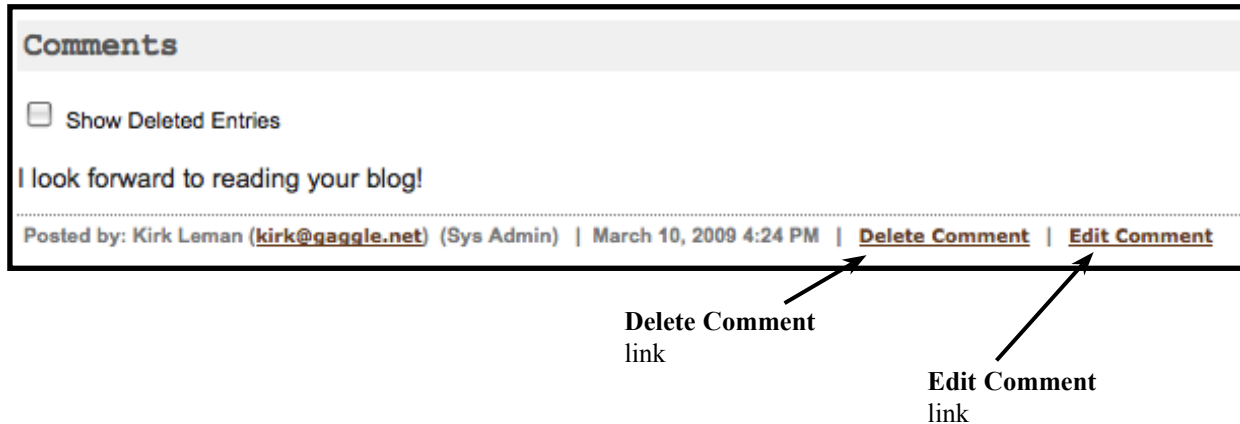 Comments
Show Deleted Entries
I look forward to reading your blog!
Posted by: Kirk Leman (kirk@gaggle.net) (Sys Admin) | March 10, 2009 4:24 PM | Delete Comment | Edit Comment
Delete Comment
link
Edit Comment
link